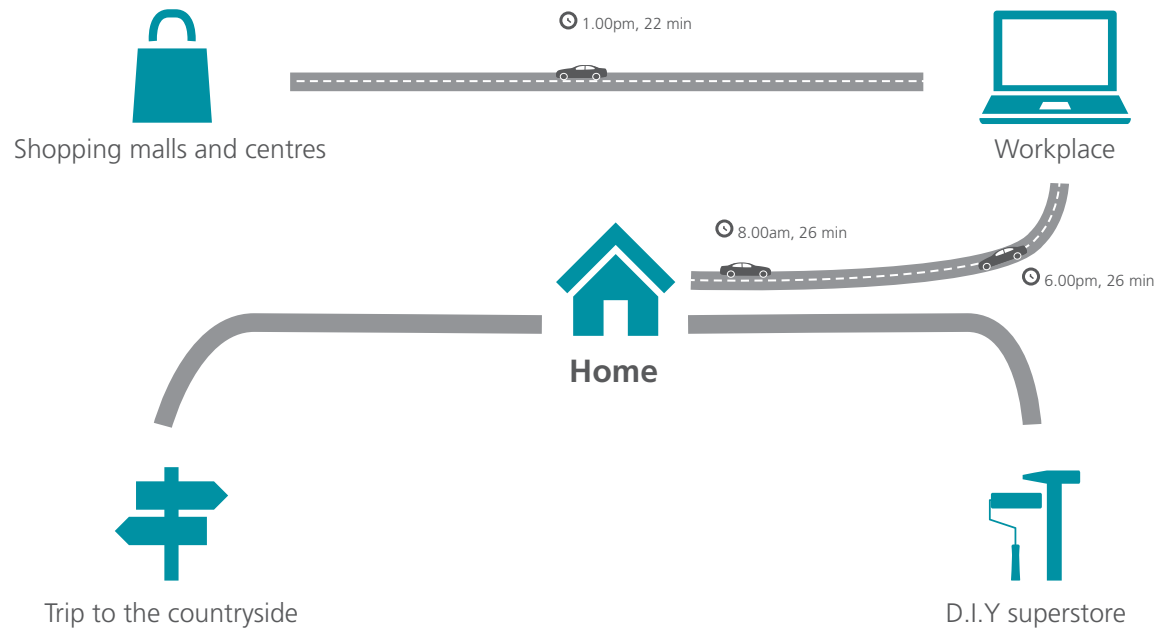 1.00pm, 22 min
Shopping malls and centres
Workplace
8.00am, 26 min
6.00pm, 26 min
Home
Trip to the countryside
D.I.Y superstore